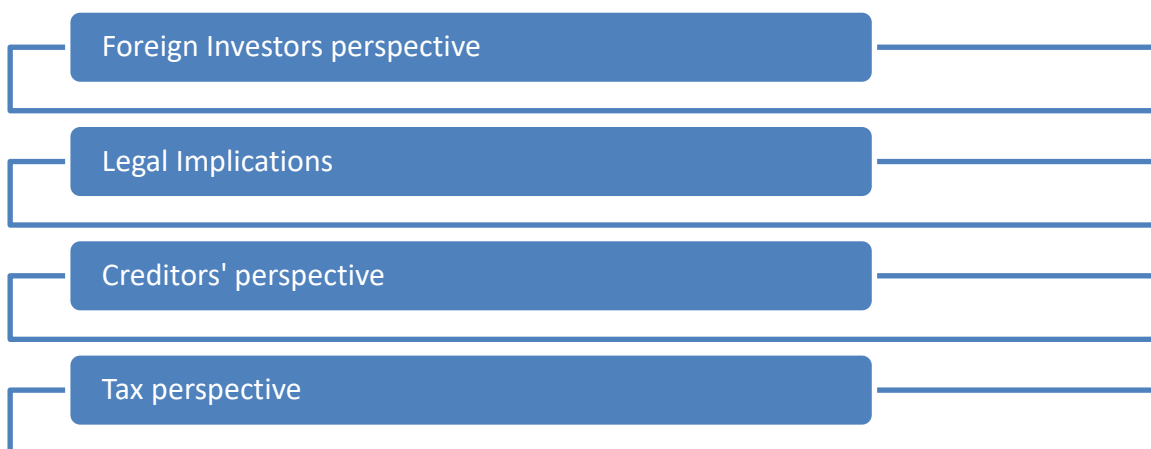 Foreign Investors perspective
Legal Implications
Creditors' perspective
Tax perspective